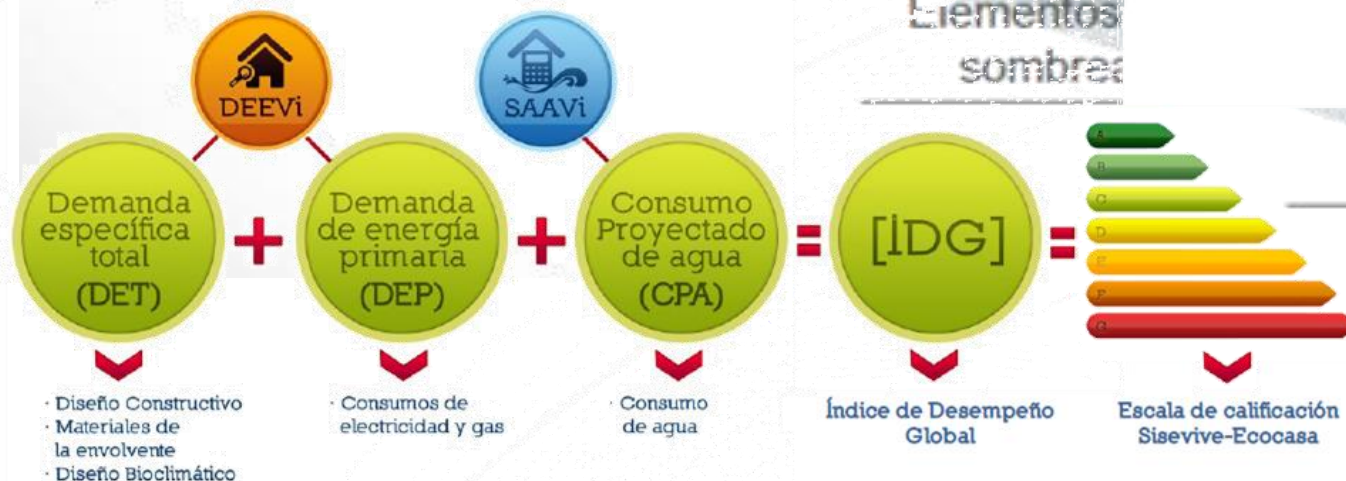 Elementos
sombrea
DEEVi
SAAVi
Demanda
específica
total
(DET)
+
Demanda
de energía
primaria
(DEP)
+
Consumo
Proyectado
de agua
(CPA)
=
[IDG]
=
A
B
C
D
E
F
G
· Diseño Constructivo
· Materiales de
la envolvente
· Diseño Bioclimático
· Consumos de
electricidad y gas
· Consumo
de agua
Índice de Desempeño
Global
Escala de calificación
Sisevive-Ecocasa